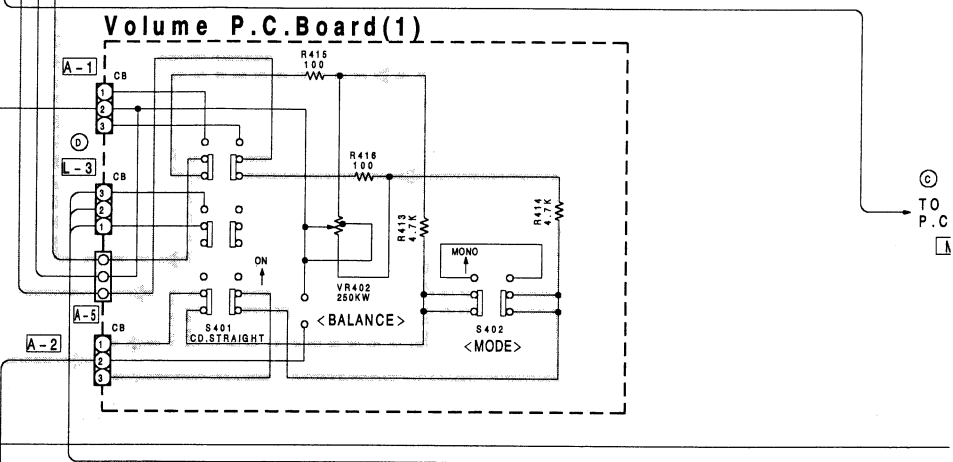 Volume P.C.Board(1)
R415
100
A-1
CB
1
2
3
D
R416
100
L-3
CB
3
2
1
C
TO
P.C
R413
4.7K
R414
4.7K
MONO
ON
VR402
250KW
<BALANCE>
A-5
S401
CD.STRAIGHT
S402
<MODE>
CB
A-2
1
2
3